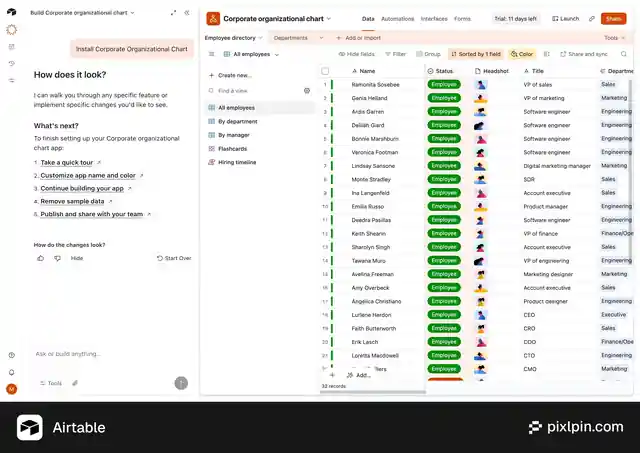 Build Corporate organizational chart
Install Corporate Organizational Chart
How does it look?
I can walk you through any specific feature or
implement specific changes you'd like to see.
What's next?
To finish setting up your Corporate organizational
chart app:
1. Take a quick tour
2. Customize app name and color
3. Continue building your app
4. Remove sample data
5. Publish and share with your team
How do the changes look?
Hide
Start Over
Ask or build anything...
Tools
M
Corporate organizational chart
Data Automations Interfaces Forms
Trial: 11 days left
Launch
Share
Employee directory
Departments
Add or import
Tools
All employees
Hide fields
Filter
Group
Sorted by 1 field
Color
Share and sync
Create new...
Find a view
All employees
By department
By manager
Flashcards
Hiring timeline
Name Status Headshot Title
1 Ramonita Sosebee Employee VP of sales Sales
2 Genia Helland Employee VP of marketing Marketing
3 Ardis Garren Employee Software engineer Engineering
4 Delilah Gard Employee Software engineer Engineering
5 Bonnie Marshburn Employee Software engineer Engineering
6 Veronica Footman Employee Software engineer Engineering
7 Lindsay Sansone Employee Digital marketing manager Marketing
8 Monte Stradley Employee SDR Sales
9 Ina Langenfeld Employee Account executive Sales
10 Emilia Russo Employee Product manager Engineering
11 Deedra Pasillas Employee Software engineer Engineering
12 Keith Shearin Employee VP of finance Finance/Ope
13 Sharolyn Singh Employee Account executive Sales
14 Tawana Muro Employee VP of engineering Engineering
15 Avelina Freeman Employee Marketing designer Marketing
16 Amy Overbeck Employee Account executive Sales
17 Angelica Christiano Employee Product designer Engineering
18 Lurlene Herdon Employee CEO Executive
19 Faith Butterworth Employee CRO Sales
20 Erik Lasch Employee COO Finance/Ope
21 Loretta Macdowell Employee CTO Engineering
Employee CMO Marketing
Add...
32 records
Airtable
pixlpin.com